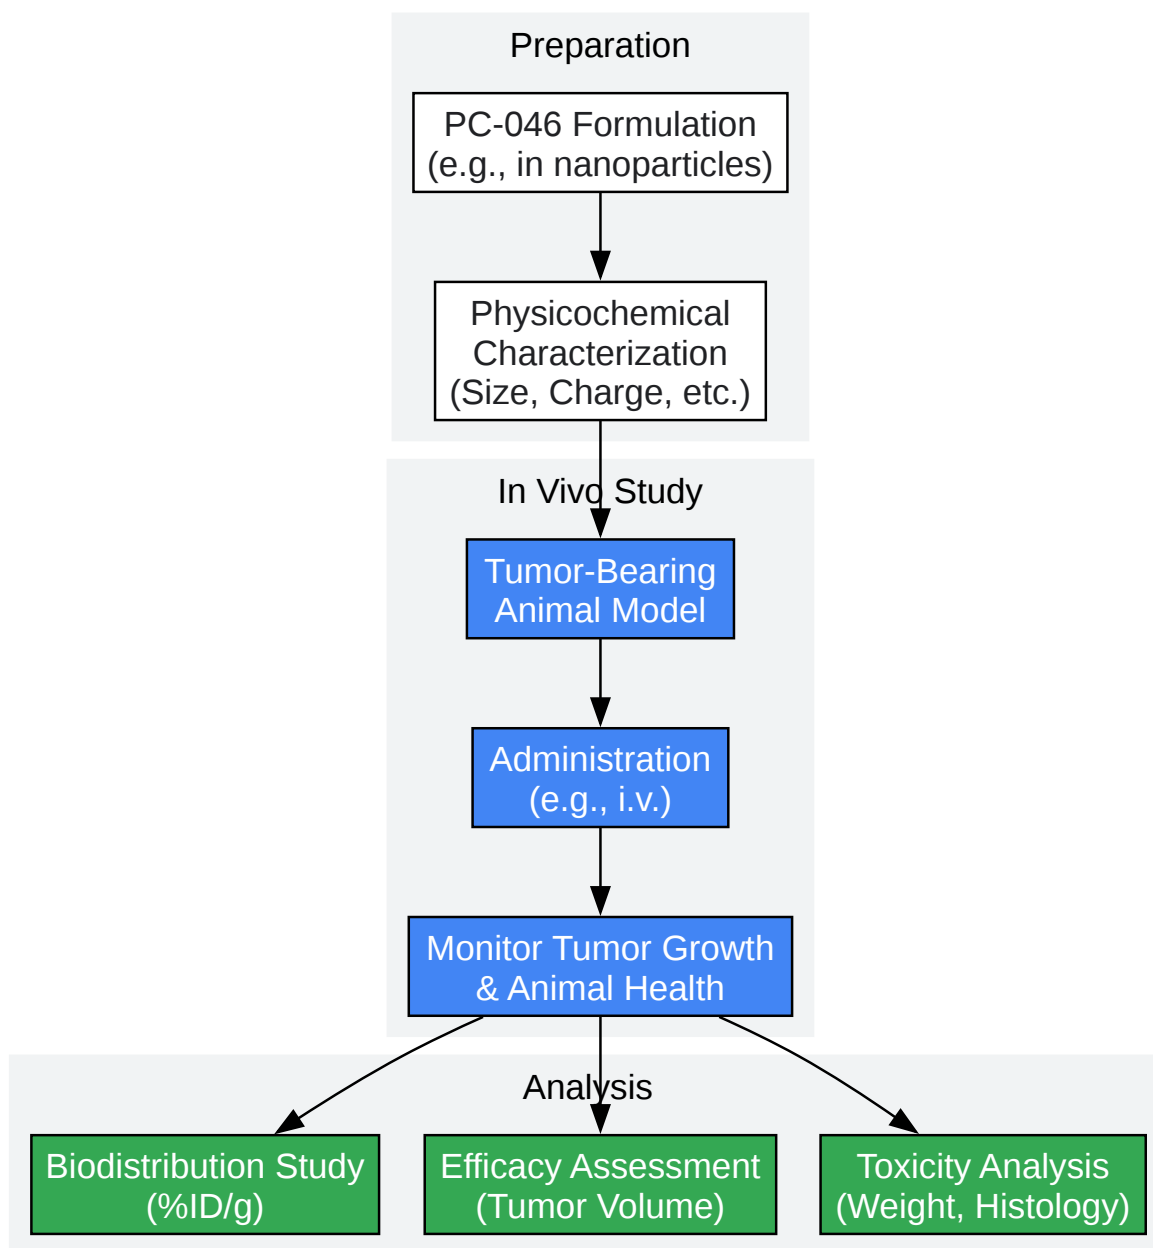 Preparation
PC-046 Formulation
(e.g., in nanoparticles)
Physicochemical
Characterization
(Size, Charge, etc.)
In Vivo Study
Tumor-Bearing
Animal Model
Administration
(e.g., i.v.)
Monitor Tumor Growth
& Animal Health
Analysis
Biodistribution Study
(%ID/g)
Efficacy Assessment
(Tumor Volume)
Toxicity Analysis
(Weight, Histology)